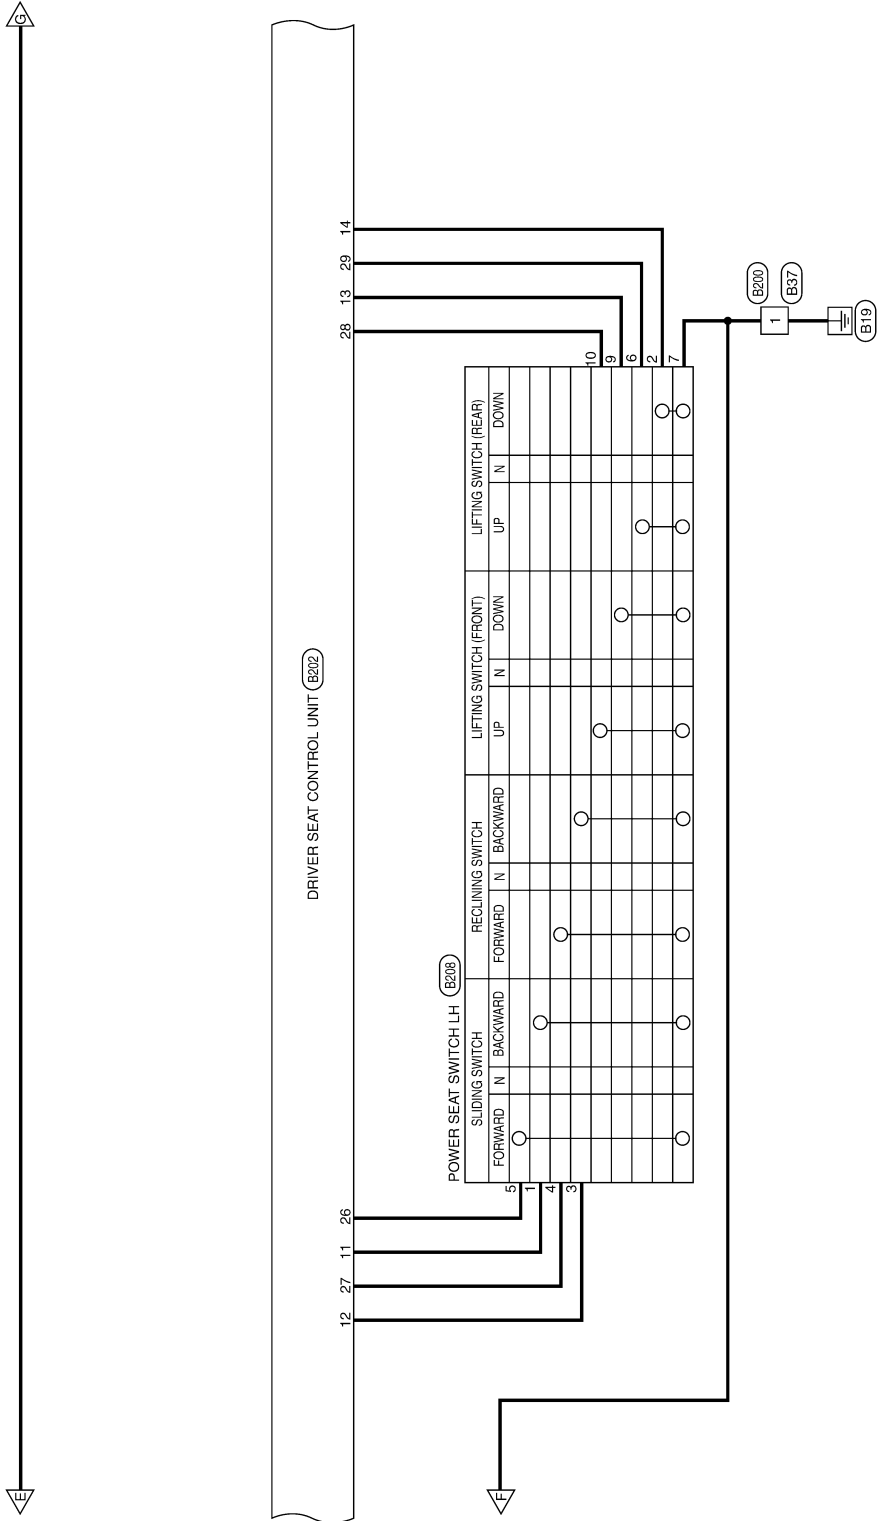 G
E
DRIVER SEAT CONTROL UNIT B202
26
11
27
12
28
13
29
14
POWER SEAT SWITCH LH B208
SLIDING SWITCH
RECLINING SWITCH
LIFTING SWITCH (FRONT)
LIFTING SWITCH (REAR)
FORWARD
N
BACKWARD
FORWARD
N
BACKWARD
UP
N
DOWN
UP
N
DOWN
5
1
4
3
10
9
6
2
7
F
B200
B37
1
B19